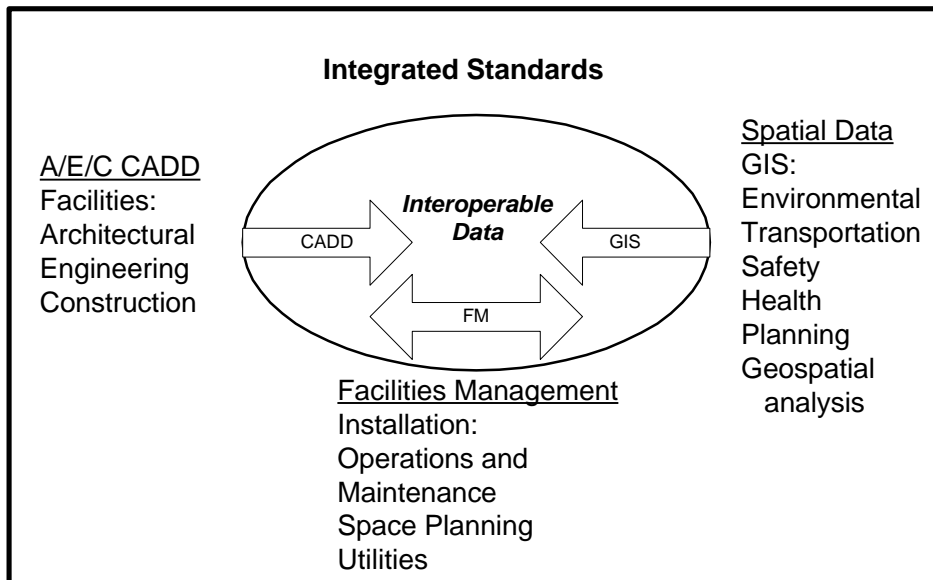 Integrated Standards
A/E/C CADD
Facilities:
Architectural
Engineering
Construction
Interoperable
Data
CADD
GIS
FM
Spatial Data
GIS:
Environmental
Transportation
Safety
Health
Planning
Geospatial
analysis
Facilities Management
Installation:
Operations and
Maintenance
Space Planning
Utilities